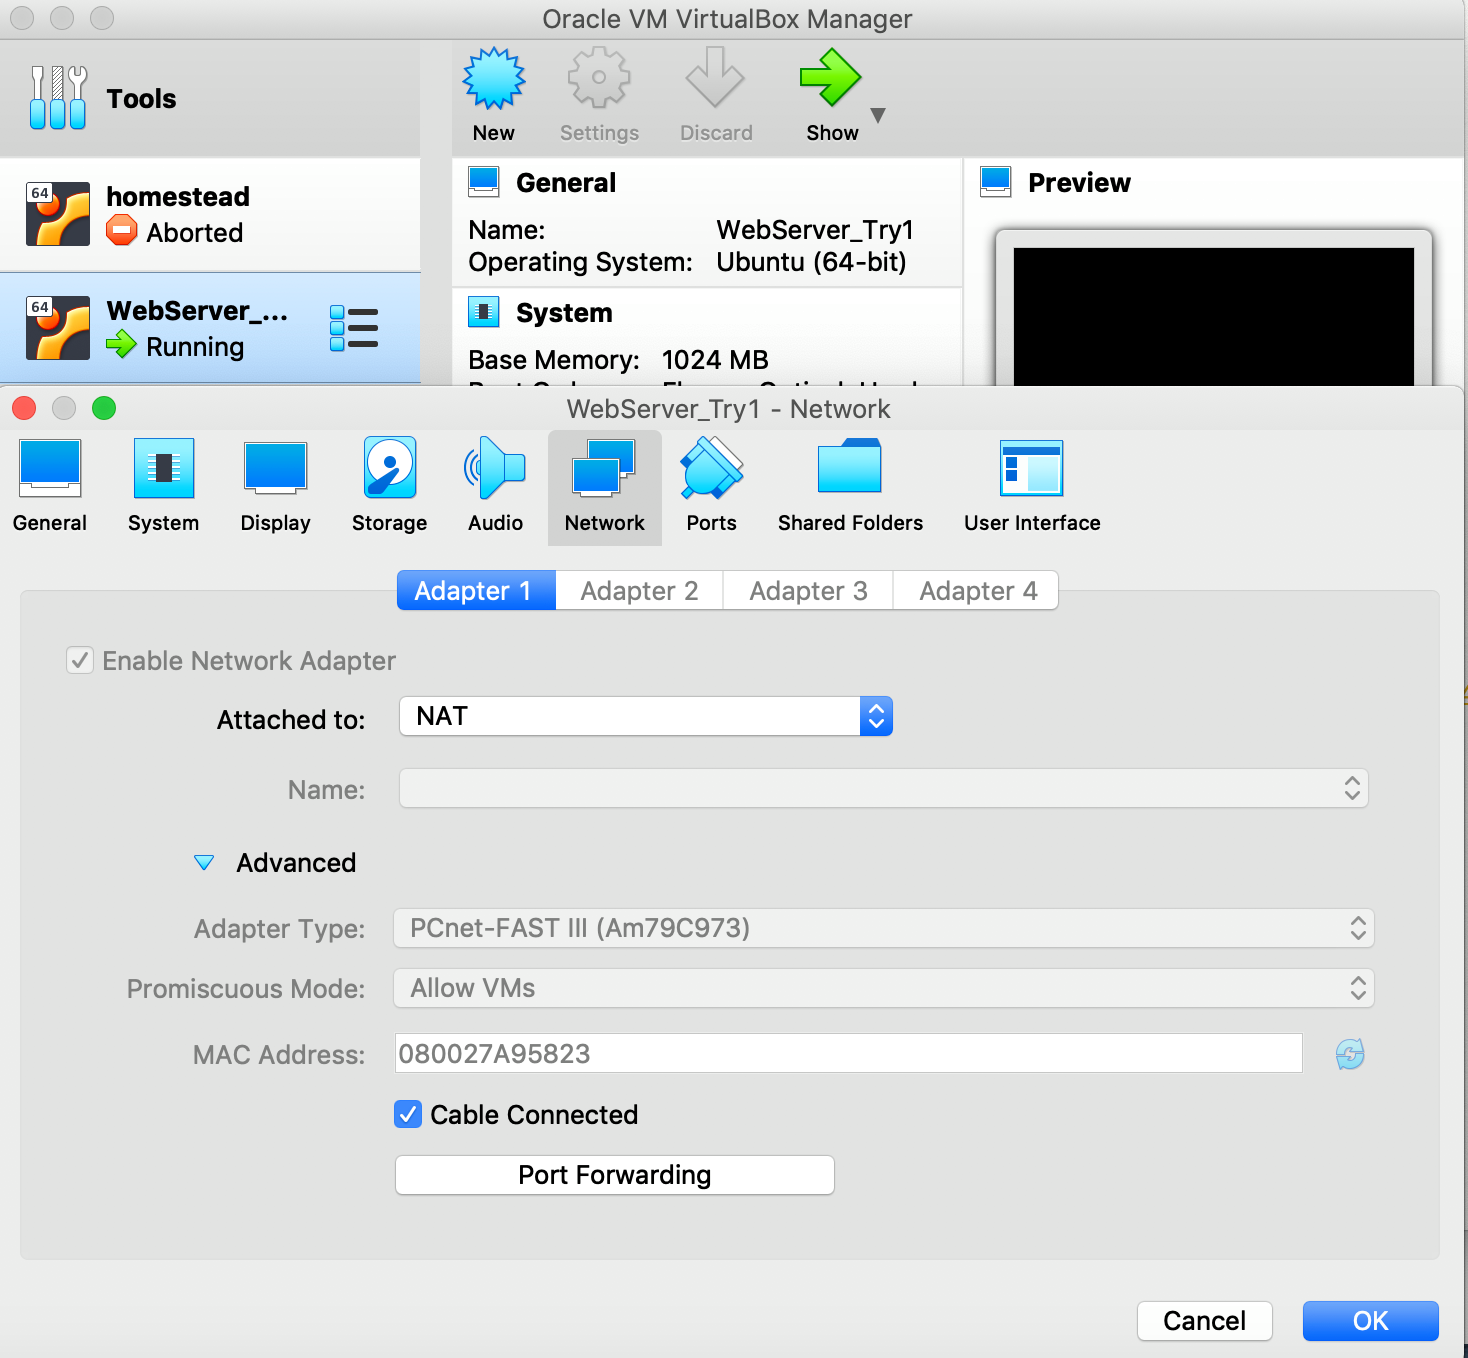 Oracle VM VirtualBox Manager
Tools
New
Settings
Discard
Show
64
homestead
Aborted
64
WebServer_...
Running
General
Name: WebServer_Try1
Operating System: Ubuntu (64-bit)
System
Base Memory: 1024 MB
Preview
WebServer_Try1 - Network
General
System
Display
Storage
Audio
Network
Ports
Shared Folders
User Interface
Adapter 1
Adapter 2
Adapter 3
Adapter 4
Enable Network Adapter
Attached to: NAT
Name:
Advanced
Adapter Type: PCnet-FAST III (Am79C973)
Promiscuous Mode: Allow VMs
MAC Address: 080027A95823
Cable Connected
Port Forwarding
Cancel
OK